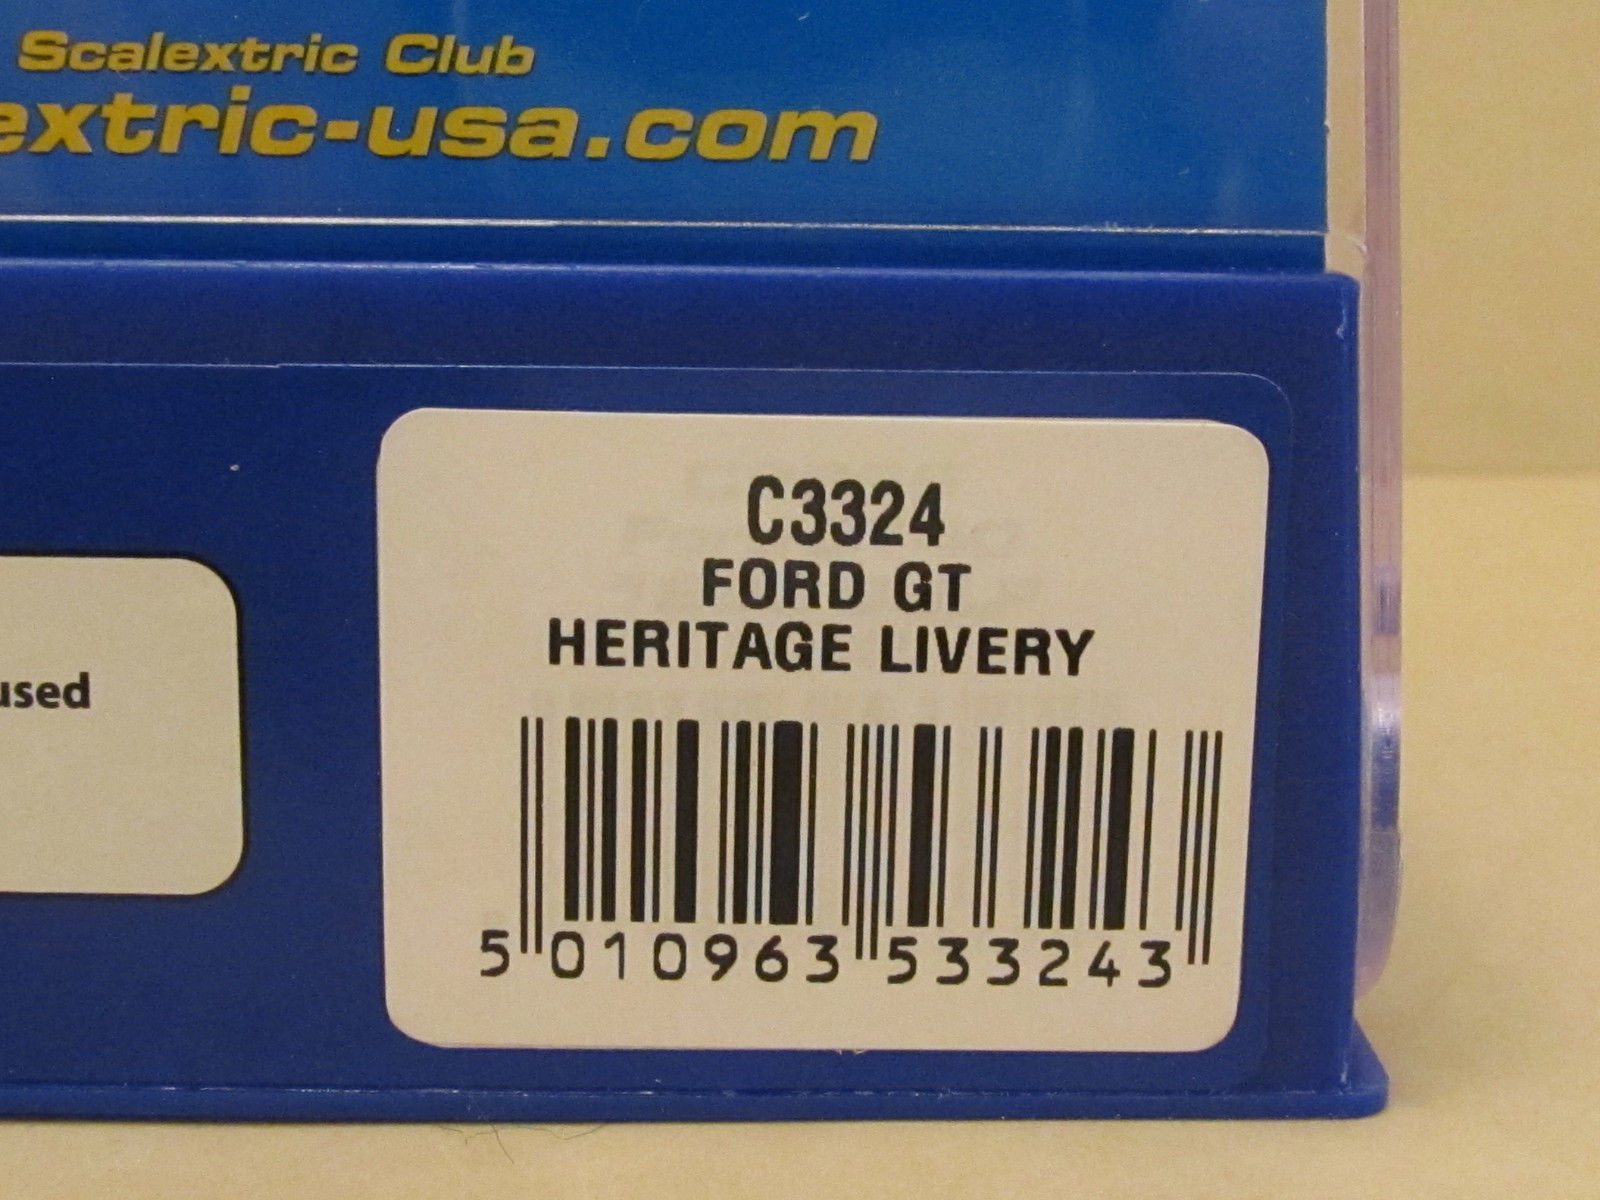 Scalextric Club
extric-usa.com
used
C3324
FORD GT
HERITAGE LIVERY
5 010963 533243